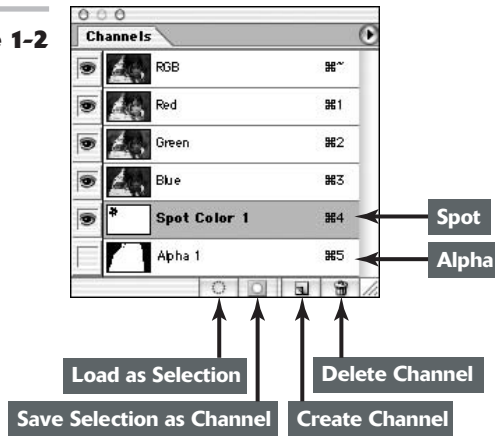 e 1-2
Channels
RGB ⌘~
Red ⌘1
Green ⌘2
Blue ⌘3
Spot Color 1 ⌘4
Alpha 1 ⌘5
Spot
Alpha
Load as Selection
Delete Channel
Save Selection as Channel
Create Channel